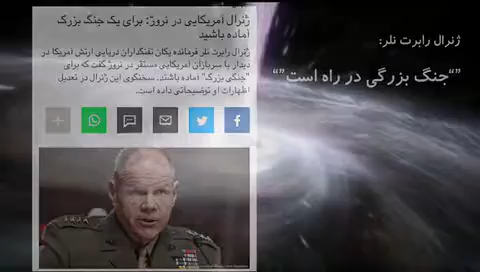 ژنرال آمریکایی در نروژ: برای یک جنگ بزرگ
آماده باشید
ژنرال رابرت نلر فرمانده یگان تفنگداران دریایی ارتش آمریکا در
دیدار با سربازان آمریکایی مستقر در نروژ گفت که برای
"جنگی بزرگ" آماده باشند. سخنگوی این ژنرال در تعدیل
اظهارات او توضیحاتی داده است.
ژنرال رابرت نلر:
"“جنگ بزرگی در راه است”"